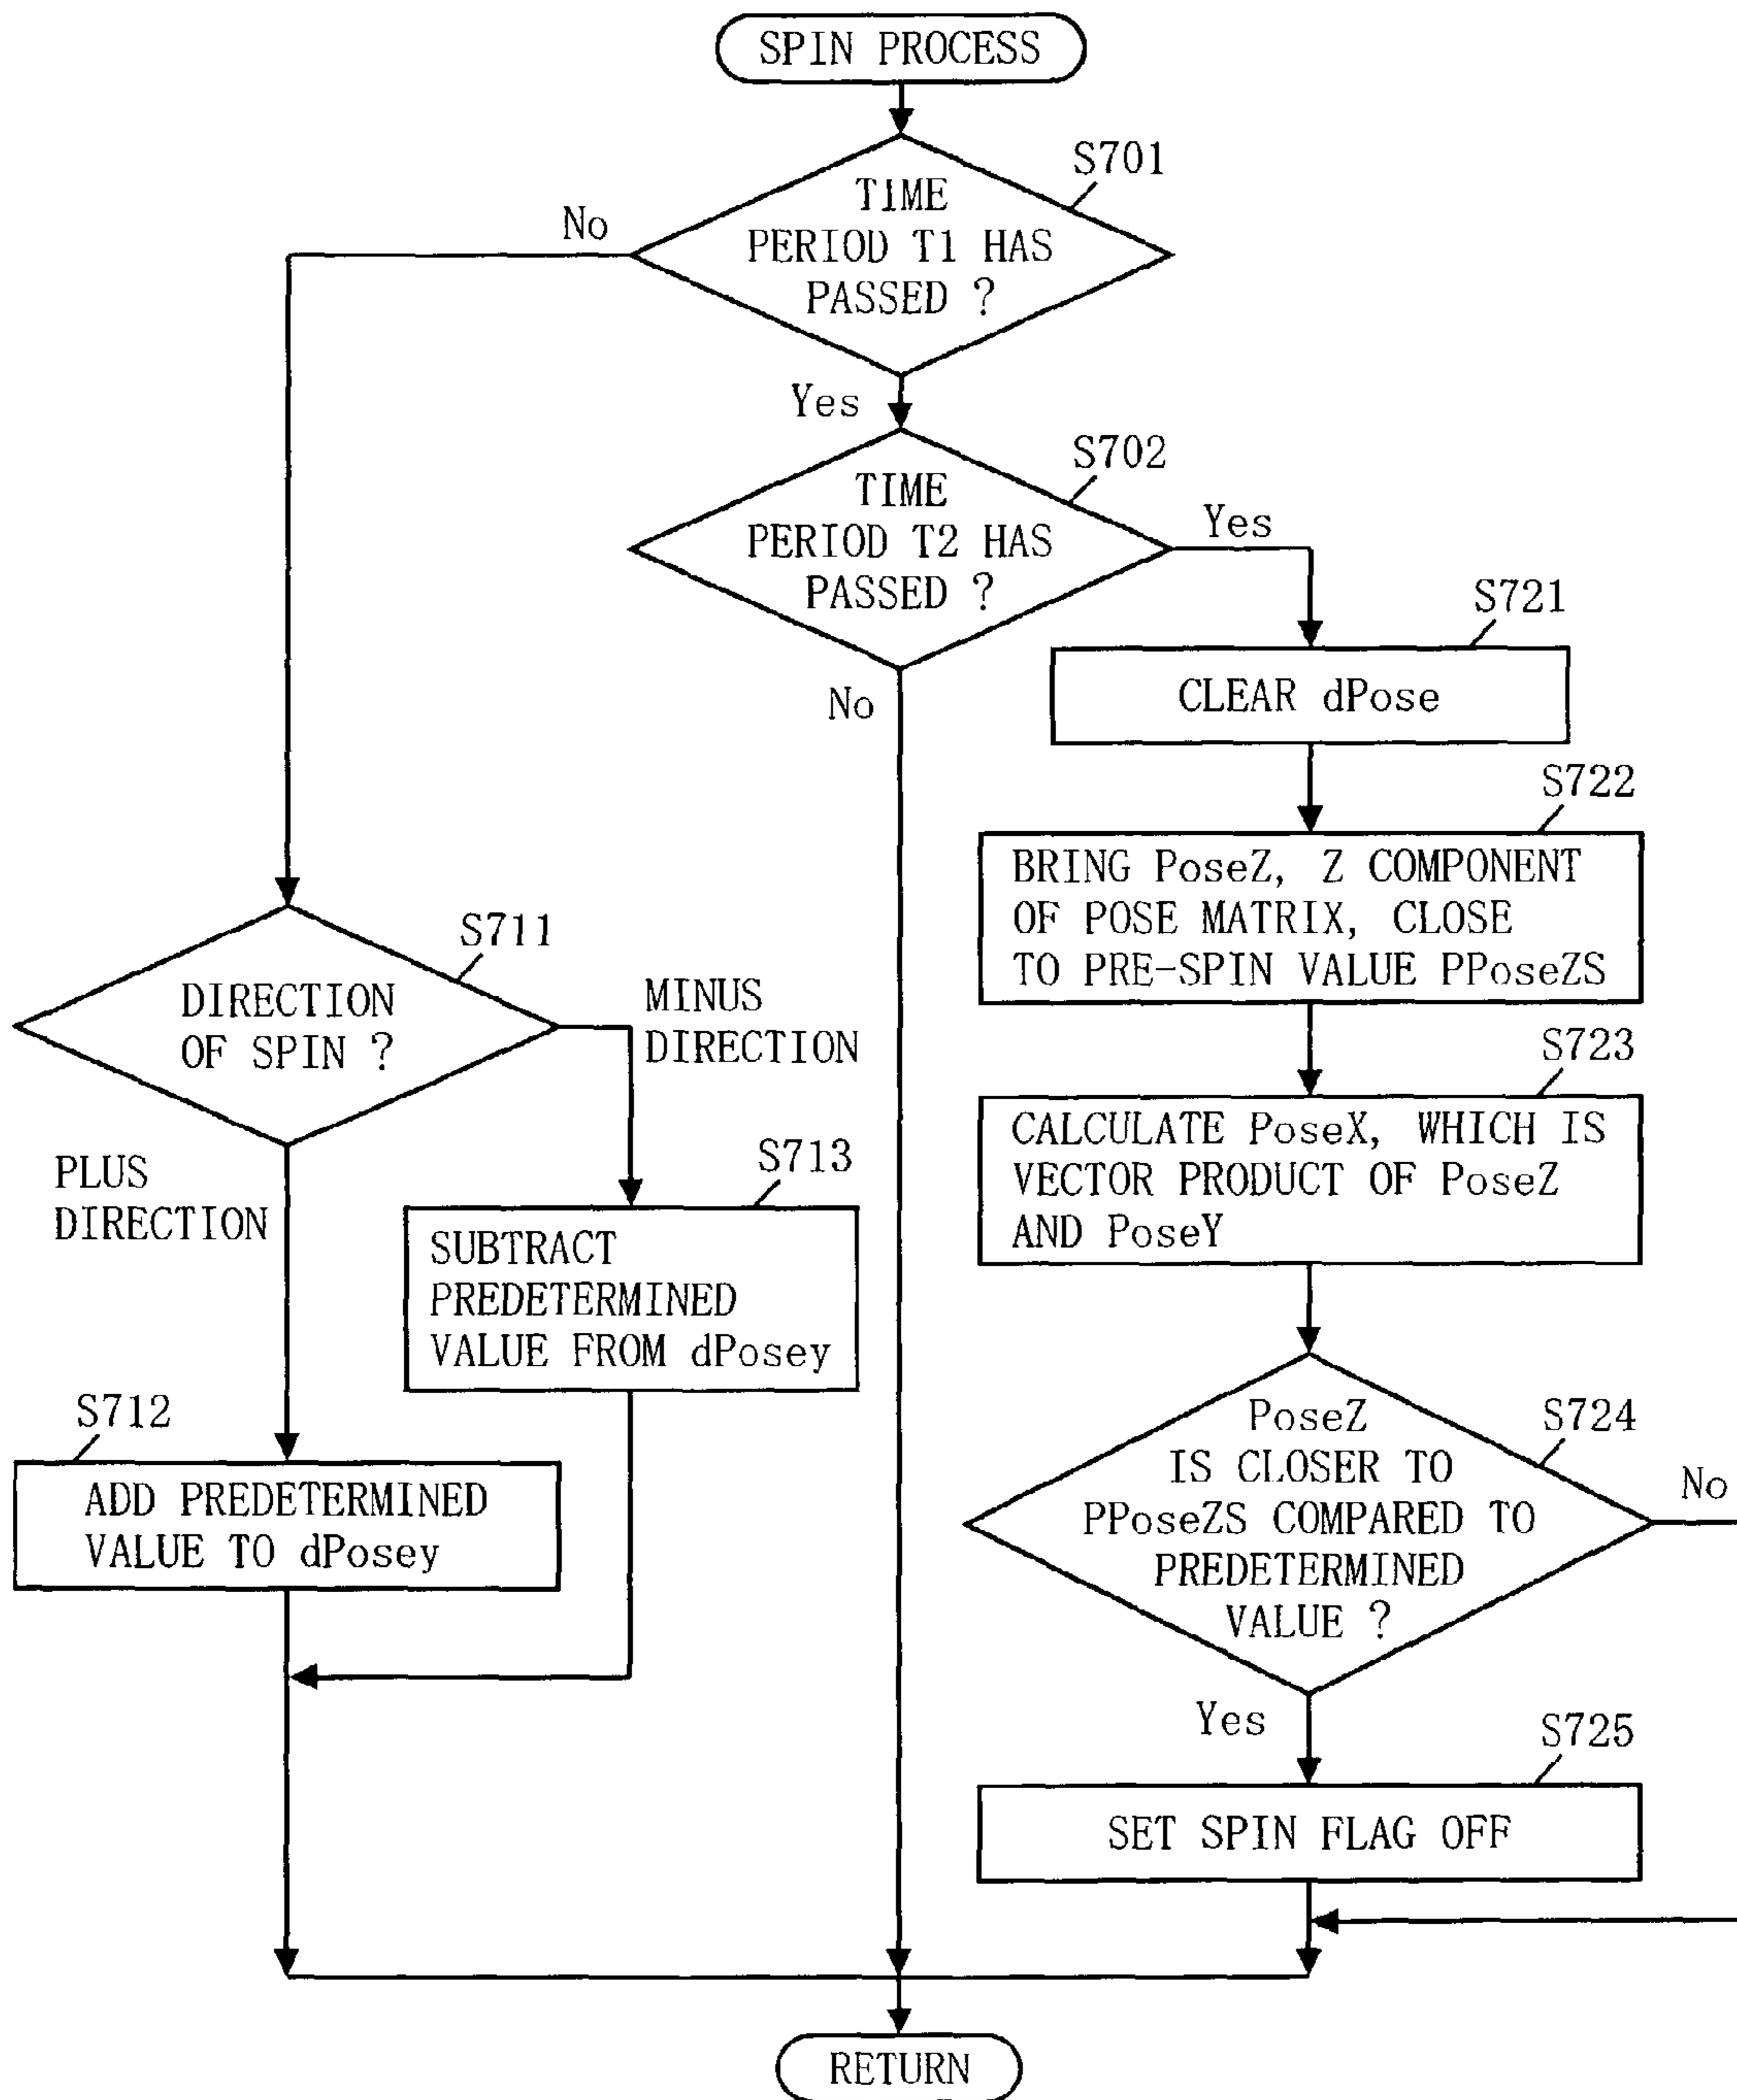 SPIN PROCESS
S701
TIME
PERIOD T1 HAS
PASSED ?
No
Yes
S702
TIME
PERIOD T2 HAS
PASSED ?
Yes
No
S721
CLEAR dPose
S722
BRING PoseZ, Z COMPONENT
OF POSE MATRIX, CLOSE
TO PRE-SPIN VALUE PPoseZS
S711
DIRECTION
OF SPIN ?
MINUS
DIRECTION
PLUS
DIRECTION
S713
SUBTRACT
PREDETERMINED
VALUE FROM dPosey
S712
ADD PREDETERMINED
VALUE TO dPosey
S723
CALCULATE PoseX, WHICH IS
VECTOR PRODUCT OF PoseZ
AND PoseY
S724
PoseZ
IS CLOSER TO
PPoseZS COMPARED TO
PREDETERMINED
VALUE ?
No
Yes
S725
SET SPIN FLAG OFF
RETURN